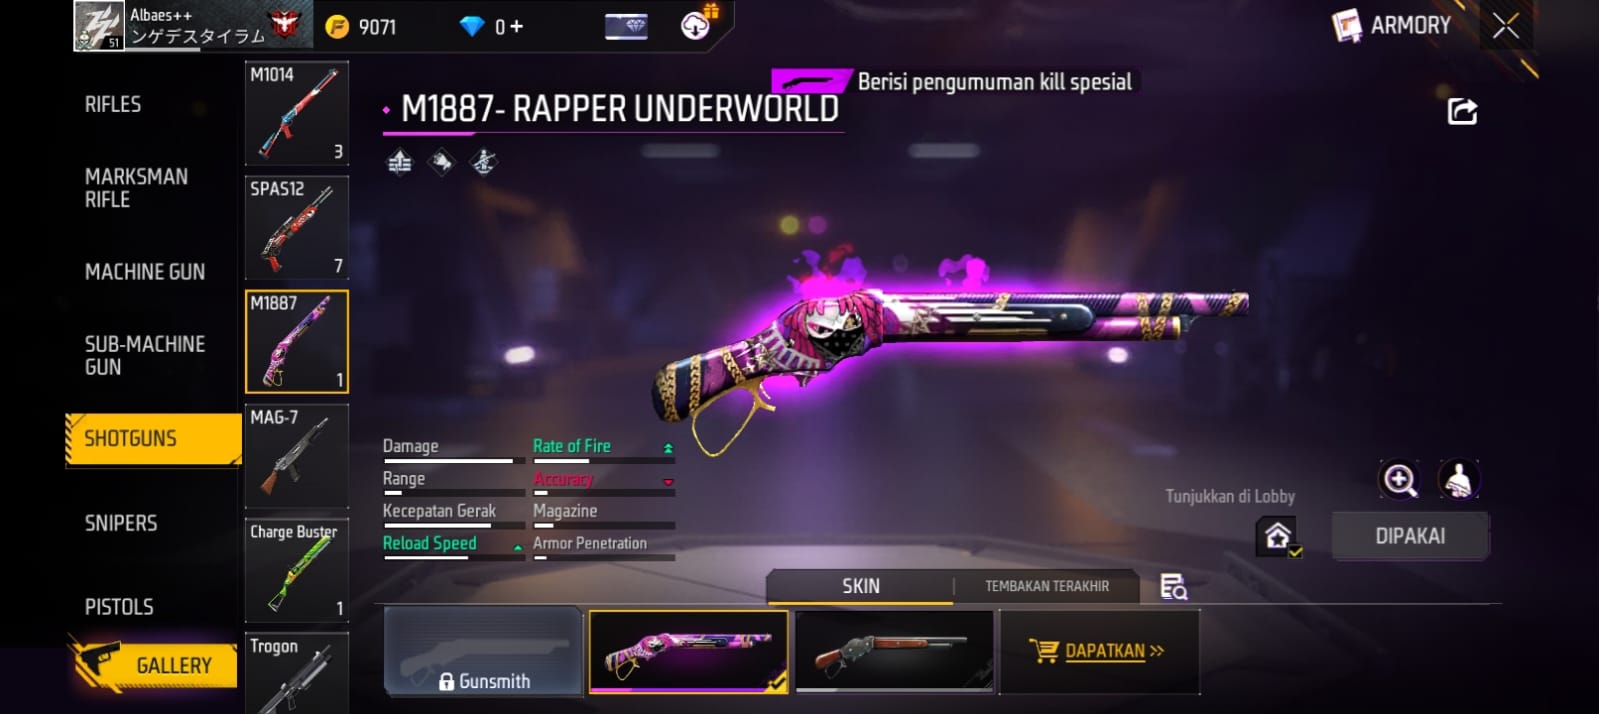 Albaes++
ンゲデスタイラム
51
9071
0 +
ARMORY
RIFLES
MARKSMAN
RIFLE
MACHINE GUN
SUB-MACHINE
GUN
SHOTGUNS
SNIPERS
PISTOLS
GALLERY
M1014
3
SPAS12
7
M1887
1
MAG-7
Charge Buster
1
Trogon
Berisi pengumuman kill spesial
M1887- RAPPER UNDERWORLD
Damage
Rate of Fire
Range
Accuracy
Kecepatan Gerak
Magazine
Reload Speed
Armor Penetration
Tunjukkan di Lobby
DIPAKAI
SKIN
TEMBAKAN TERAKHIR
Gunsmith
DAPATKAN >>